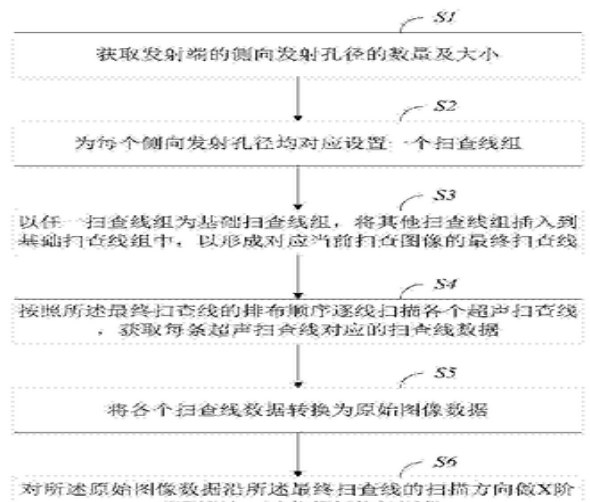 S1
获取发射端的侧向发射孔径的数量及大小
S2
为每个侧向发射孔径均对应设置一个扫查线组
S3
以任一扫查线组为基础扫查线组，将其他扫查线组插入到
基础扫查线组中，以形成对应当前扫查图像的最终扫查线
S4
按照所述最终扫查线的排布顺序逐线扫描各个超声扫查线
，获取每条超声扫查线对应的扫查线数据
S5
将各个扫查线数据转换为原始图像数据
S6
对所述原始图像数据沿所述最终扫查线的扫描方向做X阶